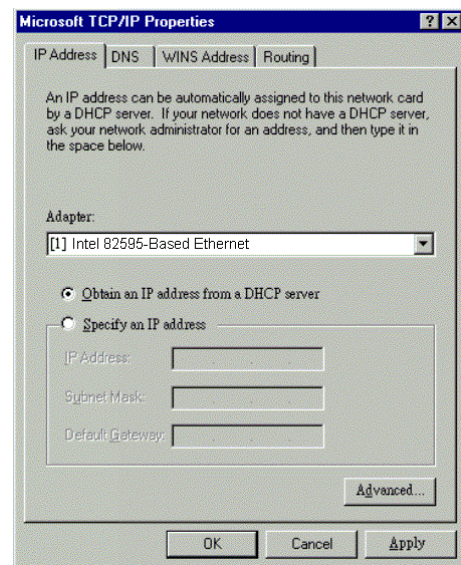 Microsoft TCP/IP Properties
IP Address DNS WINS Address Routing
An IP address can be automatically assigned to this network card
by a DHCP server. If your network does not have a DHCP server,
ask your network administrator for an address, and then type it in
the space below.
Adapter:
[1] Intel 82595-Based Ethernet
Obtain an IP address from a DHCP server
Specify an IP address
IP Address:
Subnet Mask:
Default Gateway:
Advanced...
OK Cancel Apply